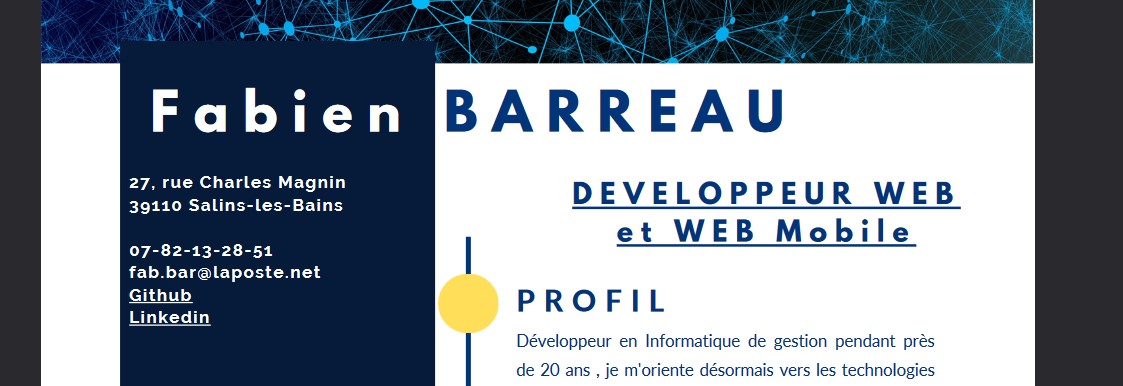 Fabien BARREAU
27, rue Charles Magnin
39110 Salins-les-Bains
07-82-13-28-51
fab.bar@laposte.net
Github
Linkedin
DEVELOPPEUR WEB
et WEB Mobile
PROFIL
Développeur en Informatique de gestion pendant près
de 20 ans , je m'oriente désormais vers les technologies